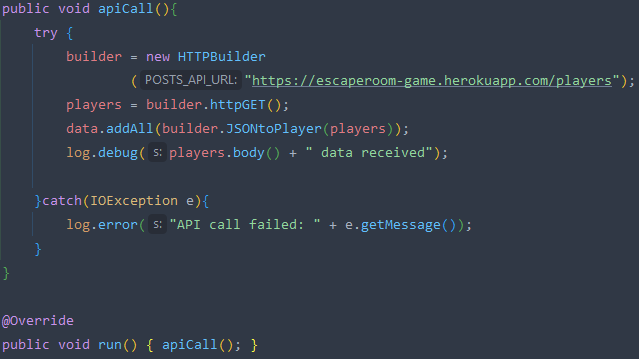 public void apiCall(){
try {
builder = new HTTPBuilder
( POSTS_API_URL: "https://escaperoom-game.herokuapp.com/players");
players = builder.httpGET();
data.addAll(builder.JSONtoPlayer(players));
log.debug( s: players.body() + " data received");
}catch(IOException e){
log.error( s: "API call failed: " + e.getMessage());
}
}
@Override
public void run() { apiCall(); }